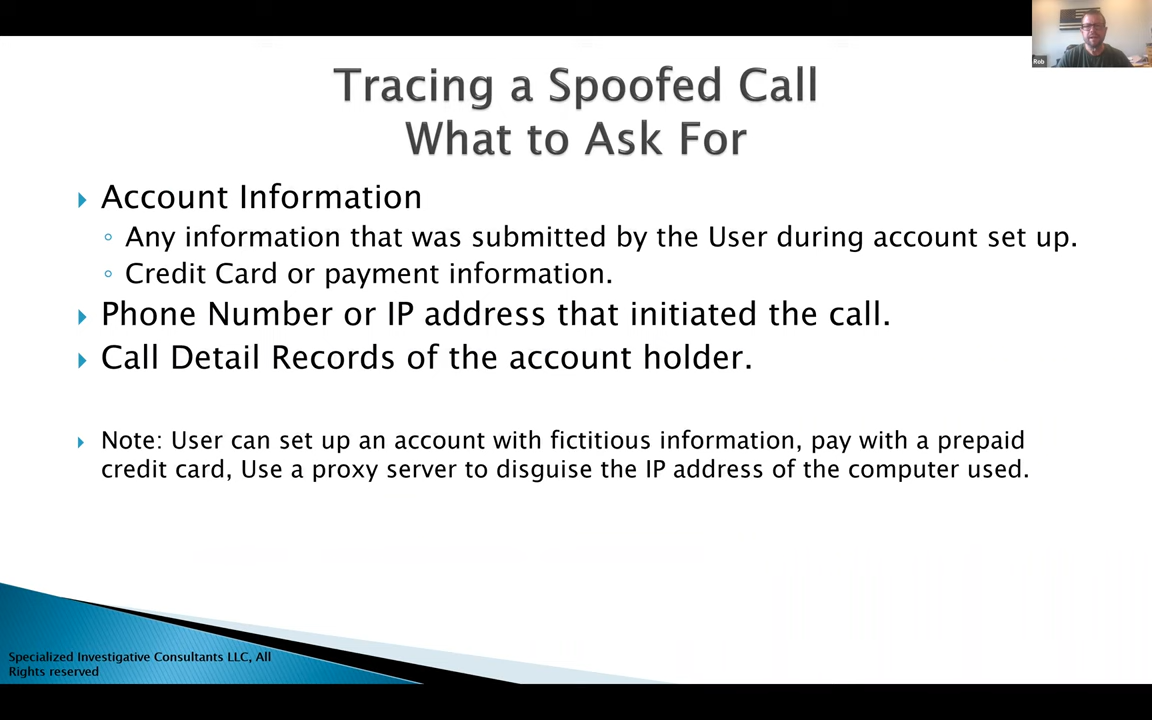 Rob
Tracing a Spoofed Call
What to Ask For
Account Information
Any information that was submitted by the User during account set up.
Credit Card or payment information.
Phone Number or IP address that initiated the call.
Call Detail Records of the account holder.
Note: User can set up an account with fictitious information, pay with a prepaid
credit card, Use a proxy server to disguise the IP address of the computer used.
Specialized Investigative Consultants LLC, All
Rights reserved